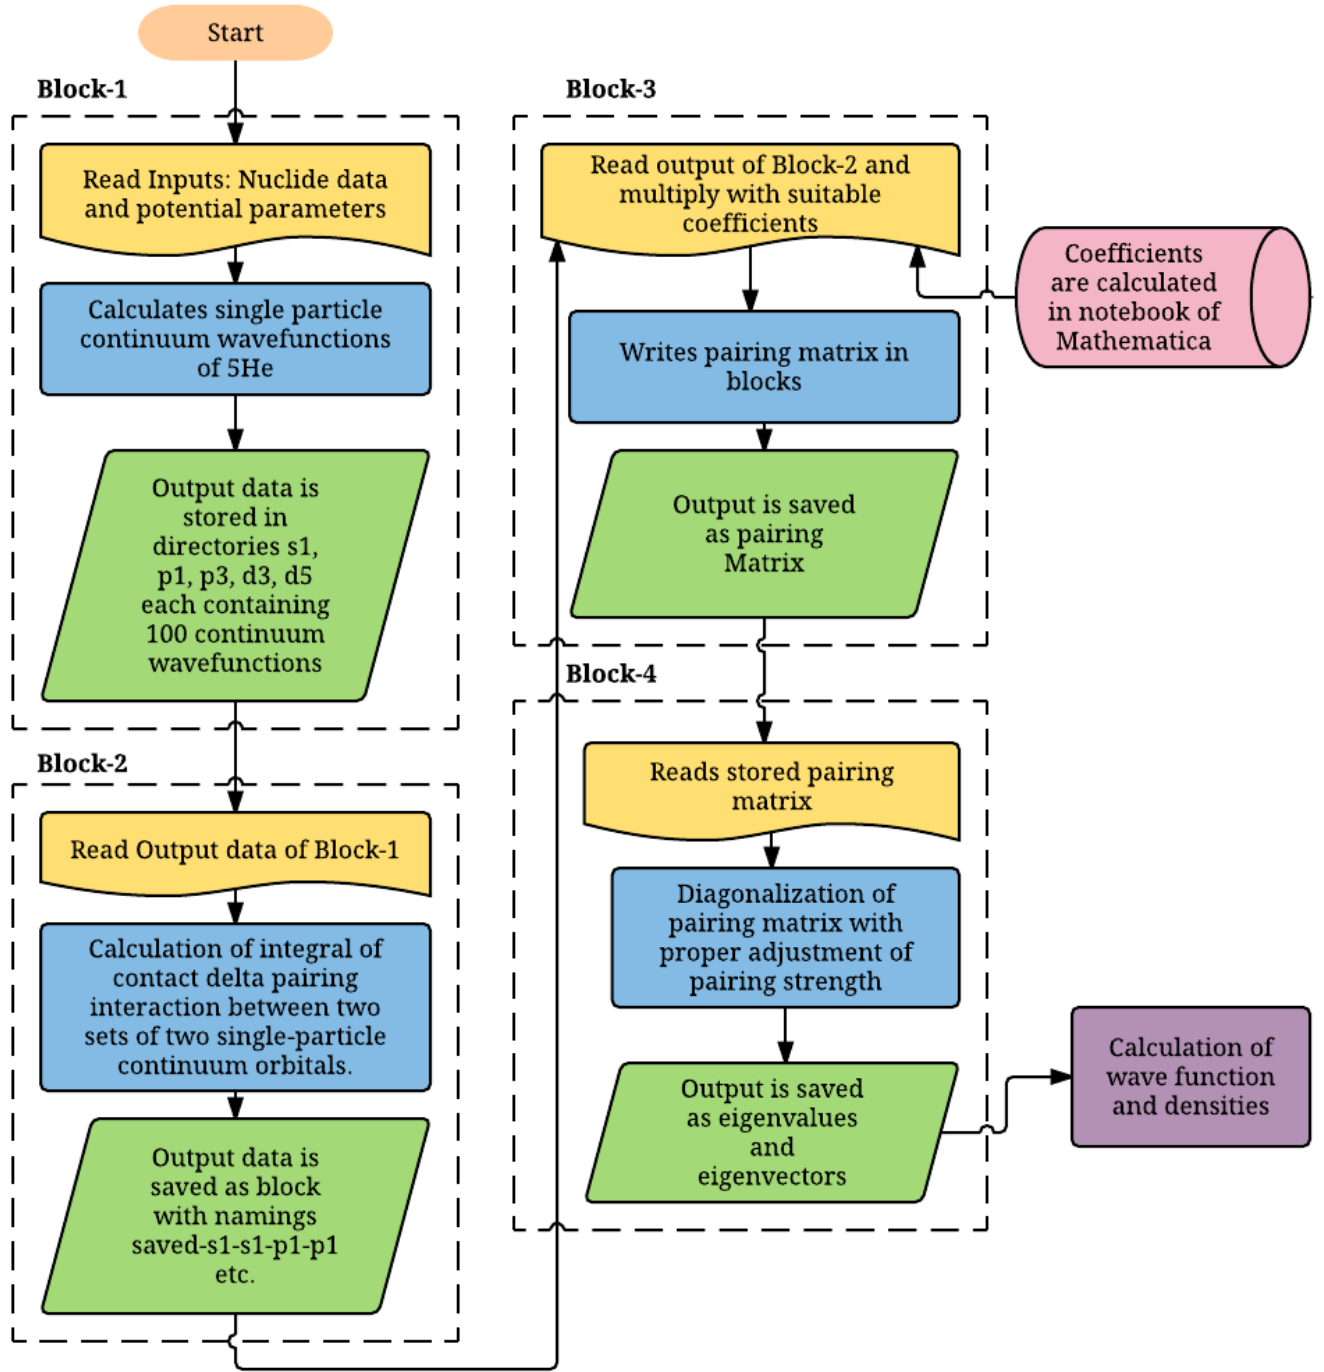 Start
Block-1
Read Inputs: Nuclide data
and potential parameters
Calculates single particle
continuum wavefunctions
of 5He
Output data is
stored in
directories s1,
p1, p3, d3, d5
each containing
100 continuum
wavefunctions
Block-2
Read Output data of Block-1
Calculation of integral of
contact delta pairing
interaction between two
sets of two single-particle
continuum orbitals.
Output data is
saved as block
with namings
saved-s1-s1-p1-p1
etc.
Block-3
Read output of Block-2 and
multiply with suitable
coefficients
Coefficients
are calculated
in notebook of
Mathematica
Writes pairing matrix in
blocks
Output is saved
as pairing
Matrix
Block-4
Reads stored pairing
matrix
Diagonalization of
pairing matrix with
proper adjustment of
pairing strength
Output is saved
as eigenvalues
and
eigenvectors
Calculation of
wave function
and densities